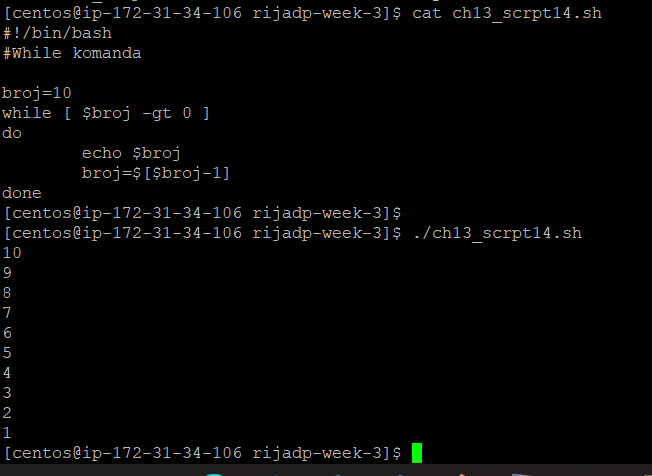 [centos@ip-172-31-34-106 rijadp-week-3]$ cat ch13_scrpt14.sh
#!/bin/bash
#While komanda
broj=10
while [ $broj -gt 0 ]
do
echo $broj
broj=$[$broj-1]
done
[centos@ip-172-31-34-106 rijadp-week-3]$
[centos@ip-172-31-34-106 rijadp-week-3]$ ./ch13_scrpt14.sh
10
9
8
7
6
5
4
3
2
1
[centos@ip-172-31-34-106 rijadp-week-3]$